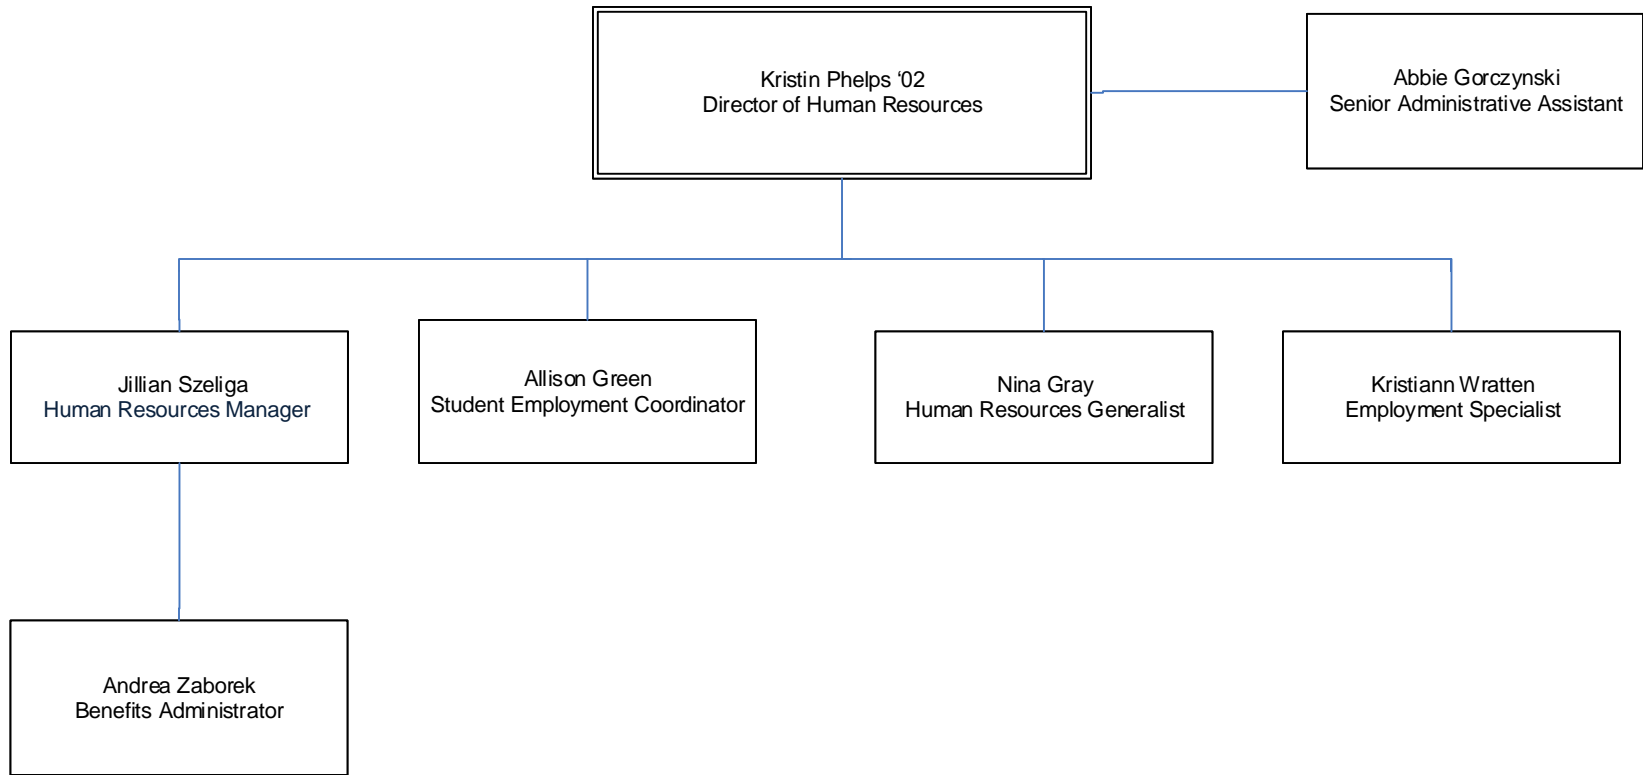 Kristin Phelps ‘02
Director of Human Resources
Abbie Gorczynski
Senior Administrative Assistant
Jillian Szeliga
Human Resources Manager
Allison Green
Student Employment Coordinator
Nina Gray
Human Resources Generalist
Kristiann Wratten
Employment Specialist
Andrea Zaborek
Benefits Administrator